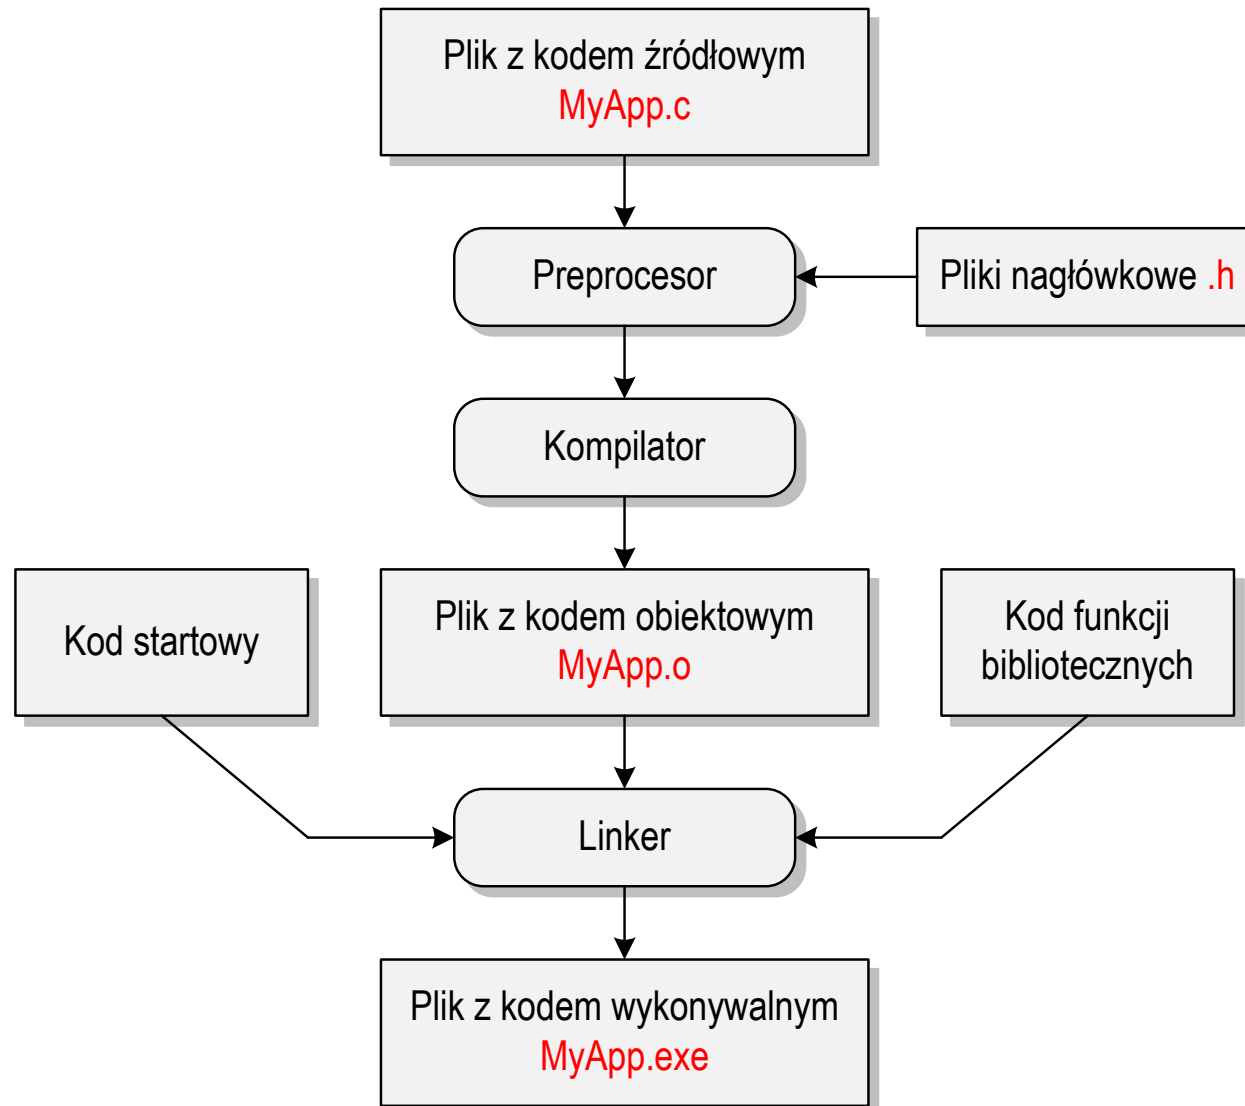 Plik z kodem źródłowym
MyApp.c
Preprocesor
Pliki nagłówkowe .h
Kompilator
Kod startowy
Plik z kodem obiektowym
MyApp.o
Kod funkcji
bibliotecznych
Linker
Plik z kodem wykonywalnym
MyApp.exe